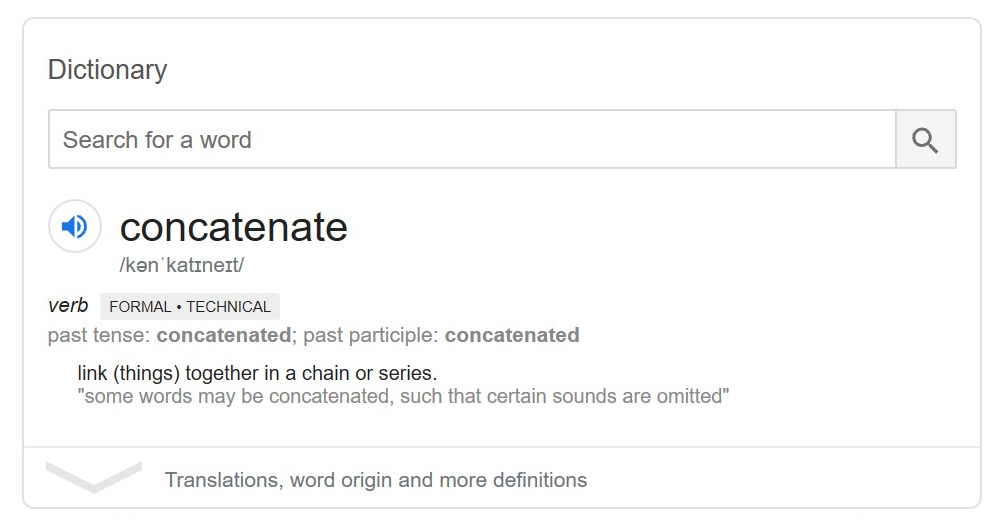 Dictionary
Search for a word
concatenate
/kənˈkatɪneɪt/
verb FORMAL • TECHNICAL
past tense: concatenated; past participle: concatenated
link (things) together in a chain or series.
"some words may be concatenated, such that certain sounds are omitted"
Translations, word origin and more definitions